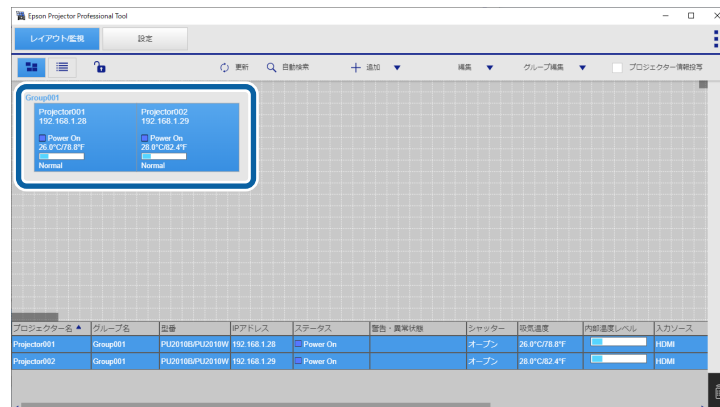 Epson Projector Professional Tool
レイアウト/監視 設定
更新 自動検索 追加 編集 グループ編集 プロジェクター情報投写
Group001
Projector001 Projector002
192.168.1.28 192.168.1.29
Power On Power On
26.0°C/78.8°F 28.0°C/82.4°F
Normal Normal
プロジェクター名 グループ名 型番 IPアドレス ステータス 警告・異常状態 シャッター 吸気温度 内部温度レベル 入力ソース
Projector001 Group001 PU2010B/PU2010W 192.168.1.28 Power On オープン 26.0°C/78.8°F HDMI
Projector002 Group001 PU2010B/PU2010W 192.168.1.29 Power On オープン 28.0°C/82.4°F HDMI